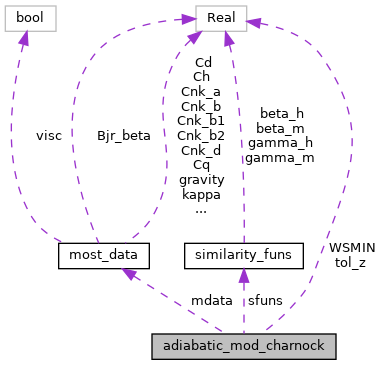 bool
Real
visc
Bjr_beta
Cd
Ch
Cnk_a
Cnk_b
Cnk_b1
Cnk_b2
Cnk_d
Cq
gravity
kappa
...
beta_h
beta_m
gamma_h
gamma_m
WSMIN
tol_z
most_data
similarity_funs
mdata
sfuns
adiabatic_mod_charnock